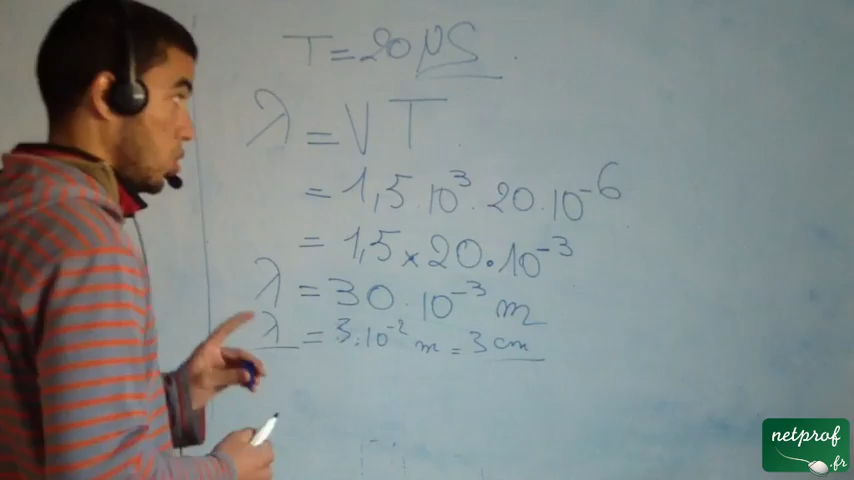 T = 20 μS
λ = VT
= 1,5 . 10³ . 20 . 10⁻⁶
= 1,5 × 20 . 10⁻³
λ = 30 . 10⁻³ m
λ = 3 . 10⁻² m = 3 cm
netprof
.fr